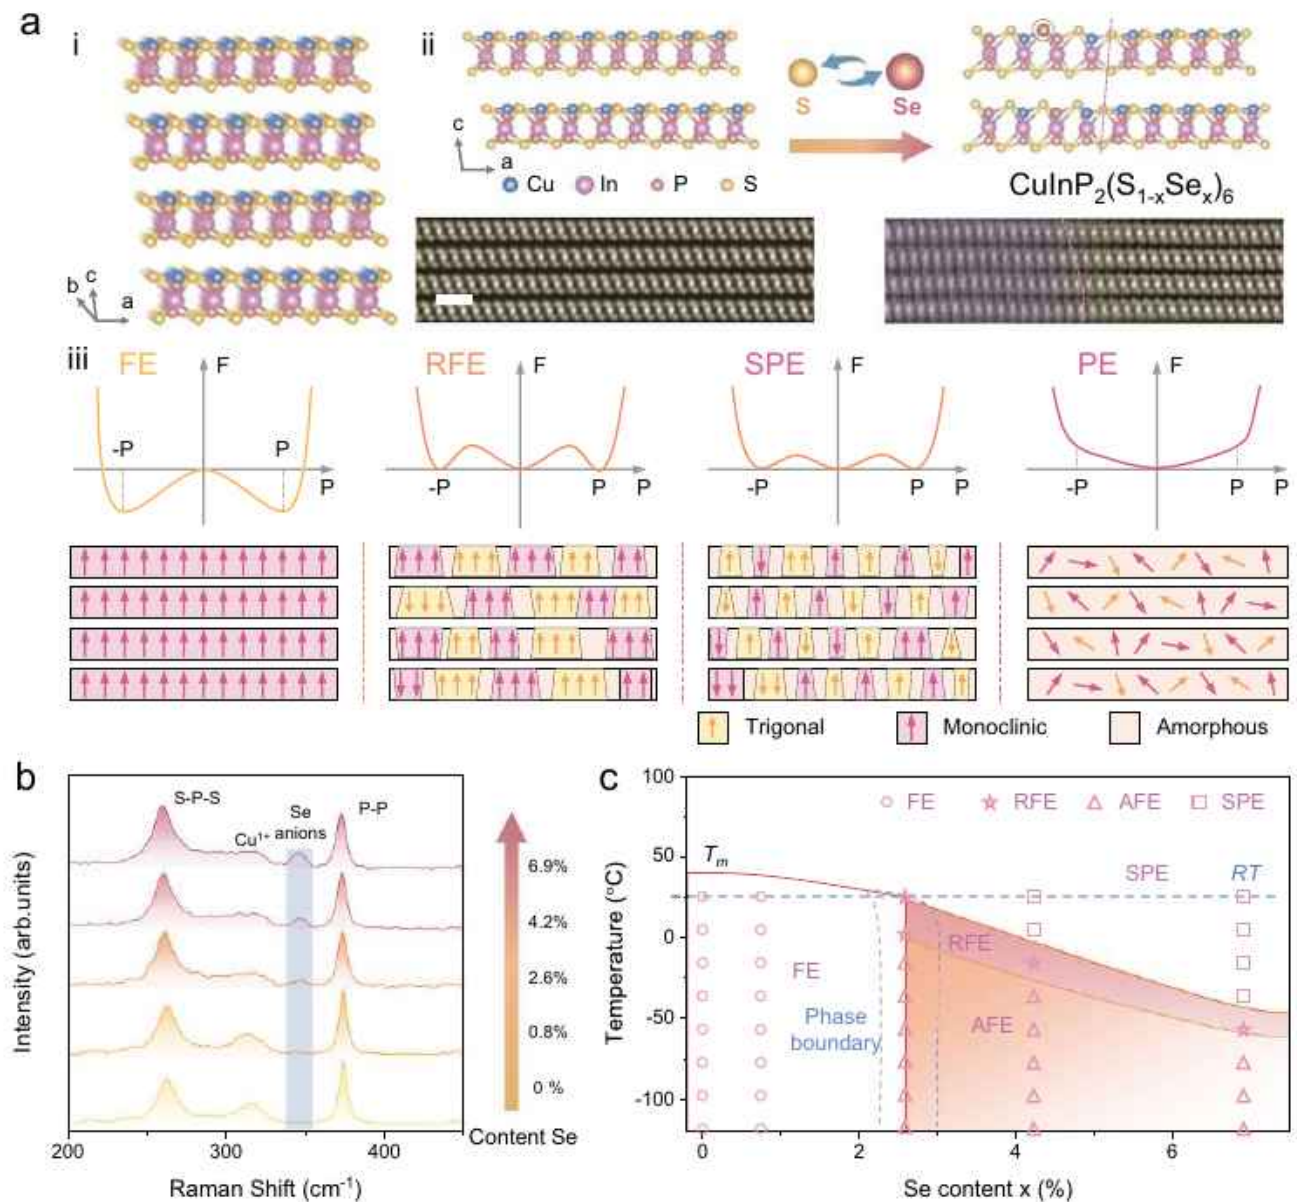 a
i
ii
S
Se
c
a
Cu
In
P
S
CuInP₂(S₁₋ₓSeₓ)₆
b
c
a
iii
FE
F
-P
P
P
RFE
F
-P
P
P
SPE
F
-P
P
P
PE
F
-P
P
P
Trigonal
Monoclinic
Amorphous
b
S-P-S
Cu¹⁺
Se
anions
P-P
Intensity (arb.units)
200
300
400
Raman Shift (cm⁻¹)
6.9%
4.2%
2.6%
0.8%
0 %
Content Se
c
100
50
0
-50
-100
Temperature (°C)
FE
RFE
AFE
SPE
Tₘ
SPE
RT
RFE
FE
AFE
Phase
boundary
0
2
4
6
Se content x (%)